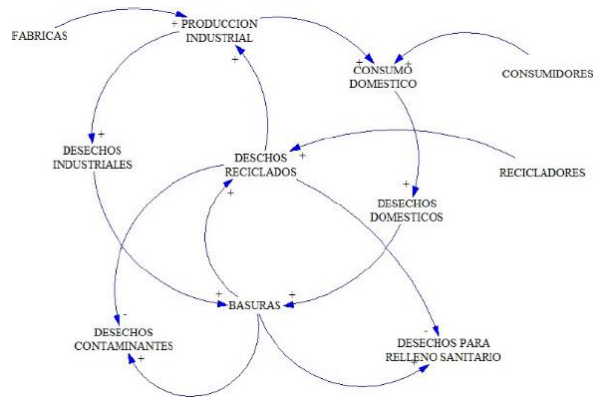 FABRICAS
+ PRODUCCION
INDUSTRIAL
+
+
+
CONSUMO
DOMESTICO
CONSUMIDORES
+
DESECHOS
INDUSTRIALES
DESCHOS
RECICLADOS
+
+
RECICLADORES
+
DESECHOS
DOMESTICOS
+
BASURAS
+
-
DESECHOS
CONTAMINANTES
+
-
DESECHOS PARA
RELLENO SANITARIO
+